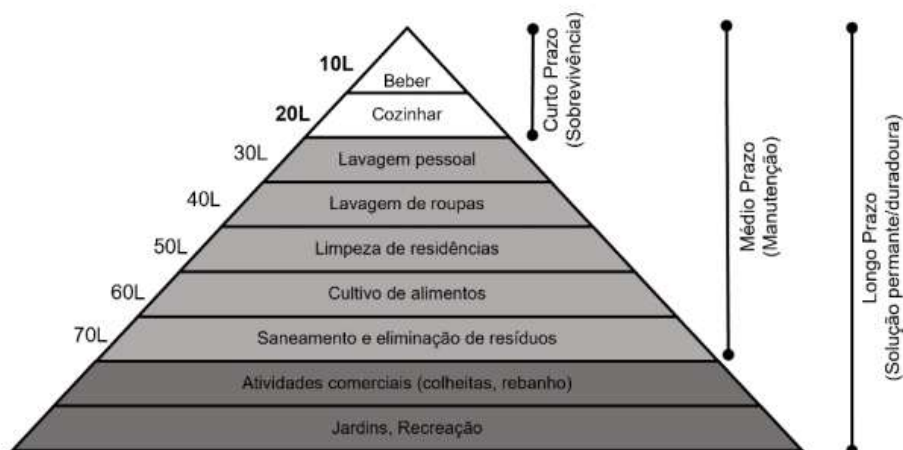 10L
Beber
20L
Cozinhar
30L
Lavagem pessoal
40L
Lavagem de roupas
50L
Limpeza de residências
60L
Cultivo de alimentos
70L
Saneamento e eliminação de resíduos
Atividades comerciais (colheitas, rebanho)
Jardins, Recreação
Curto Prazo
(Sobrevivência)
Médio Prazo
(Manutenção)
Longo Prazo
(Solução permante/duradoura)